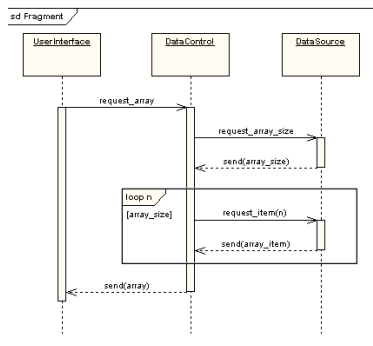 sd Fragment
UserInterface
DataControl
DataSource
request_array
request_array_size
send(array_size)
loop n
[array_size]
request_item(n)
send(array_item)
send(array)